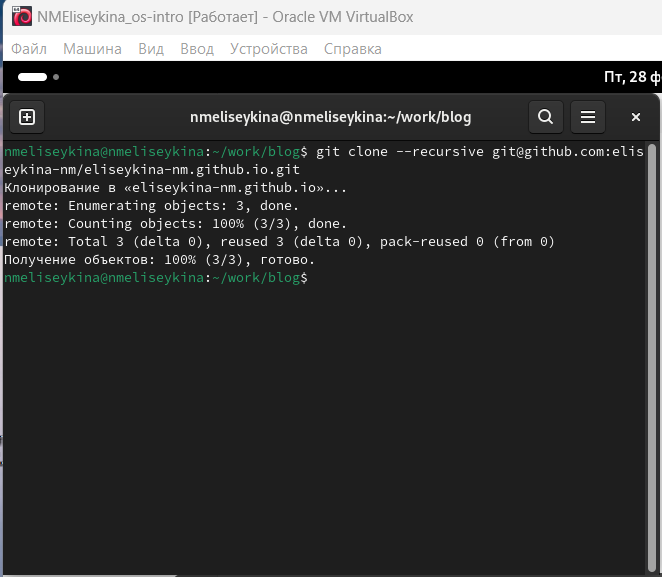 NMEliseykina_os-intro [Работает] - Oracle VM VirtualBox
Файл Машина Вид Ввод Устройства Справка
Пт, 28 ф
nmeliseykina@nmeliseykina:~/work/blog
nmeliseykina@nmeliseykina:~/work/blog$ git clone --recursive git@github.com:elis
eykina-nm/eliseykina-nm.github.io.git
Клонирование в «eliseykina-nm.github.io»...
remote: Enumerating objects: 3, done.
remote: Counting objects: 100% (3/3), done.
remote: Total 3 (delta 0), reused 3 (delta 0), pack-reused 0 (from 0)
Получение объектов: 100% (3/3), готово.
nmeliseykina@nmeliseykina:~/work/blog$